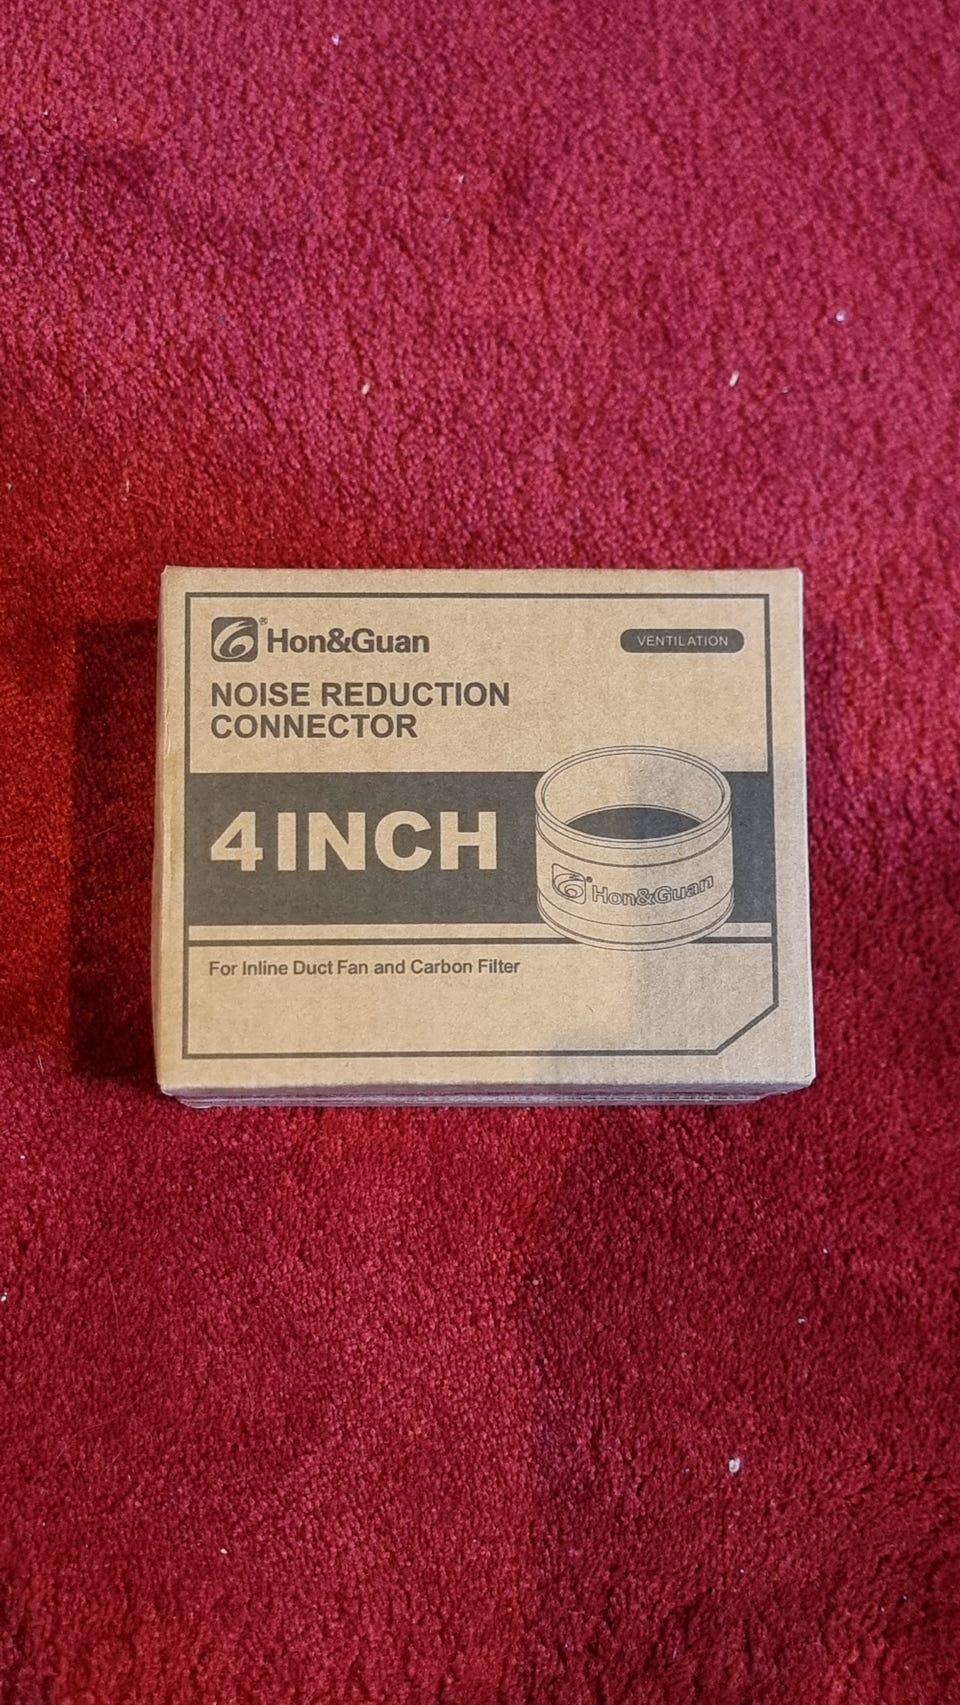 ® Hon&Guan
VENTILATION
NOISE REDUCTION
CONNECTOR
4INCH
® Hon&Guan
For Inline Duct Fan and Carbon Filter